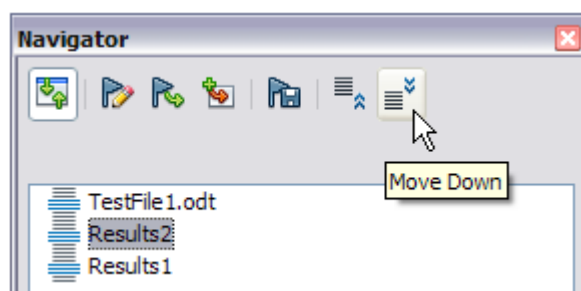 Navigator
Move Down
TestFile1.odt
Results2
Results1